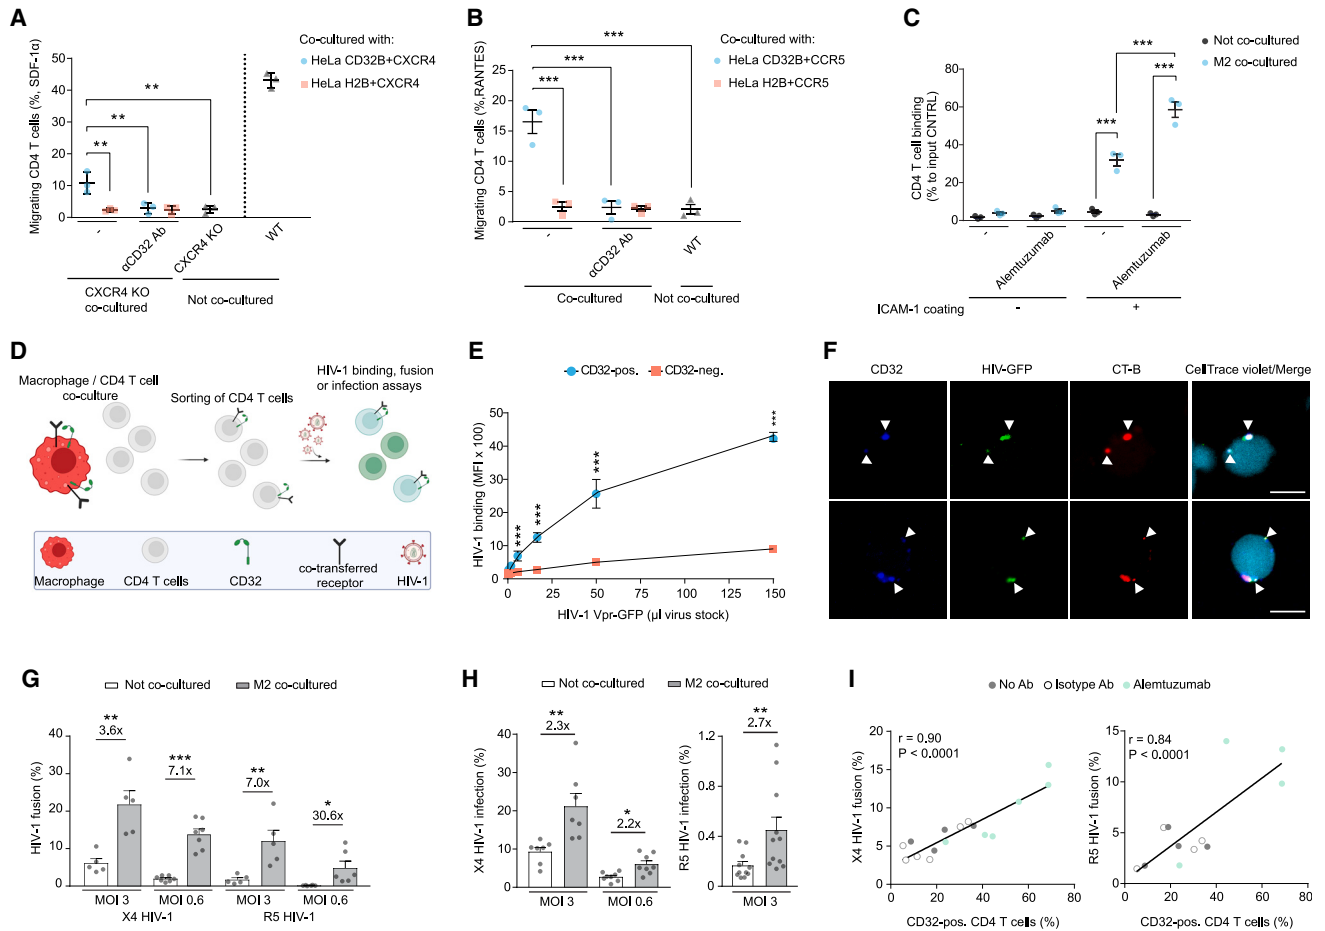 A
Migrating CD4 T cells (%, SDF-1α)
50
40
30
20
10
0
**
**
**
Co-cultured with:
HeLa CD32B+CXCR4
HeLa H2B+CXCR4
-
αCD32 Ab
CXCR4 KO
WT
CXCR4 KO
co-cultured
Not co-cultured
B
Migrating CD4 T cells (%,RANTES)
25
20
15
10
5
0
***
***
***
Co-cultured with:
HeLa CD32B+CCR5
HeLa H2B+CCR5
-
αCD32 Ab
WT
Co-cultured
Not co-cultured
C
CD4 T cell binding
(% to input CNTRL)
80
60
40
20
0
Not co-cultured
M2 co-cultured
***
***
***
***
-
Alemtuzumab
-
Alemtuzumab
ICAM-1 coating
-
+
D
Macrophage / CD4 T cell
co-culture
Sorting of CD4 T cells
HIV-1 binding, fusion
or infection assays
Macrophage
CD4 T cells
CD32
co-transferred
receptor
HIV-1
E
CD32-pos.
CD32-neg.
HIV-1 binding (MFI x 100)
50
40
30
20
10
0
***
***
***
***
0
25
50
75
100
125
150
HIV-1 Vpr-GFP (µl virus stock)
F
CD32
HIV-GFP
CT-B
CellTrace violet/Merge
G
Not co-cultured
M2 co-cultured
HIV-1 fusion (%)
40
30
20
10
0
**
3.6x
***
7.1x
**
7.0x
*
30.6x
MOI 3
MOI 0.6
MOI 3
MOI 0.6
X4 HIV-1
R5 HIV-1
H
Not co-cultured
M2 co-cultured
X4 HIV-1 infection (%)
40
30
20
10
0
**
2.3x
*
2.2x
MOI 3
MOI 0.6
R5 HIV-1 infection (%)
1.2
0.8
0.4
0
**
2.7x
MOI 3
I
No Ab
Isotype Ab
Alemtuzumab
X4 HIV-1 fusion (%)
20
15
10
5
0
r = 0.90
P < 0.0001
0
20
40
60
80
CD32-pos. CD4 T cells (%)
R5 HIV-1 fusion (%)
15
10
5
0
r = 0.84
P < 0.0001
0
20
40
60
80
CD32-pos. CD4 T cells (%)